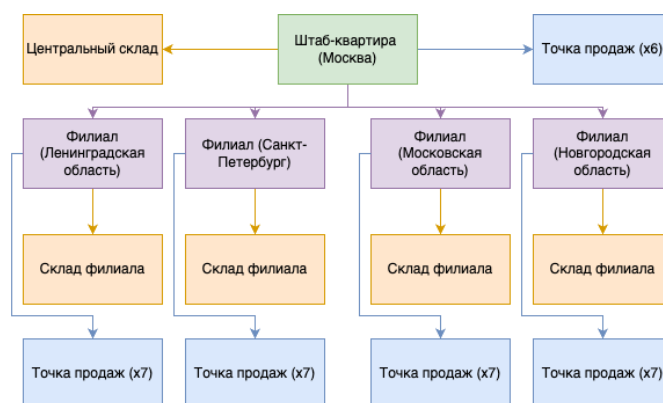 Центральный склад
Штаб-квартира
(Москва)
Точка продаж (x6)
Филиал
(Ленинградская
область)
Филиал (Санкт-
Петербург)
Филиал
(Московская
область)
Филиал
(Новгородская
область)
Склад филиала
Склад филиала
Склад филиала
Склад филиала
Точка продаж (x7)
Точка продаж (x7)
Точка продаж (x7)
Точка продаж (x7)